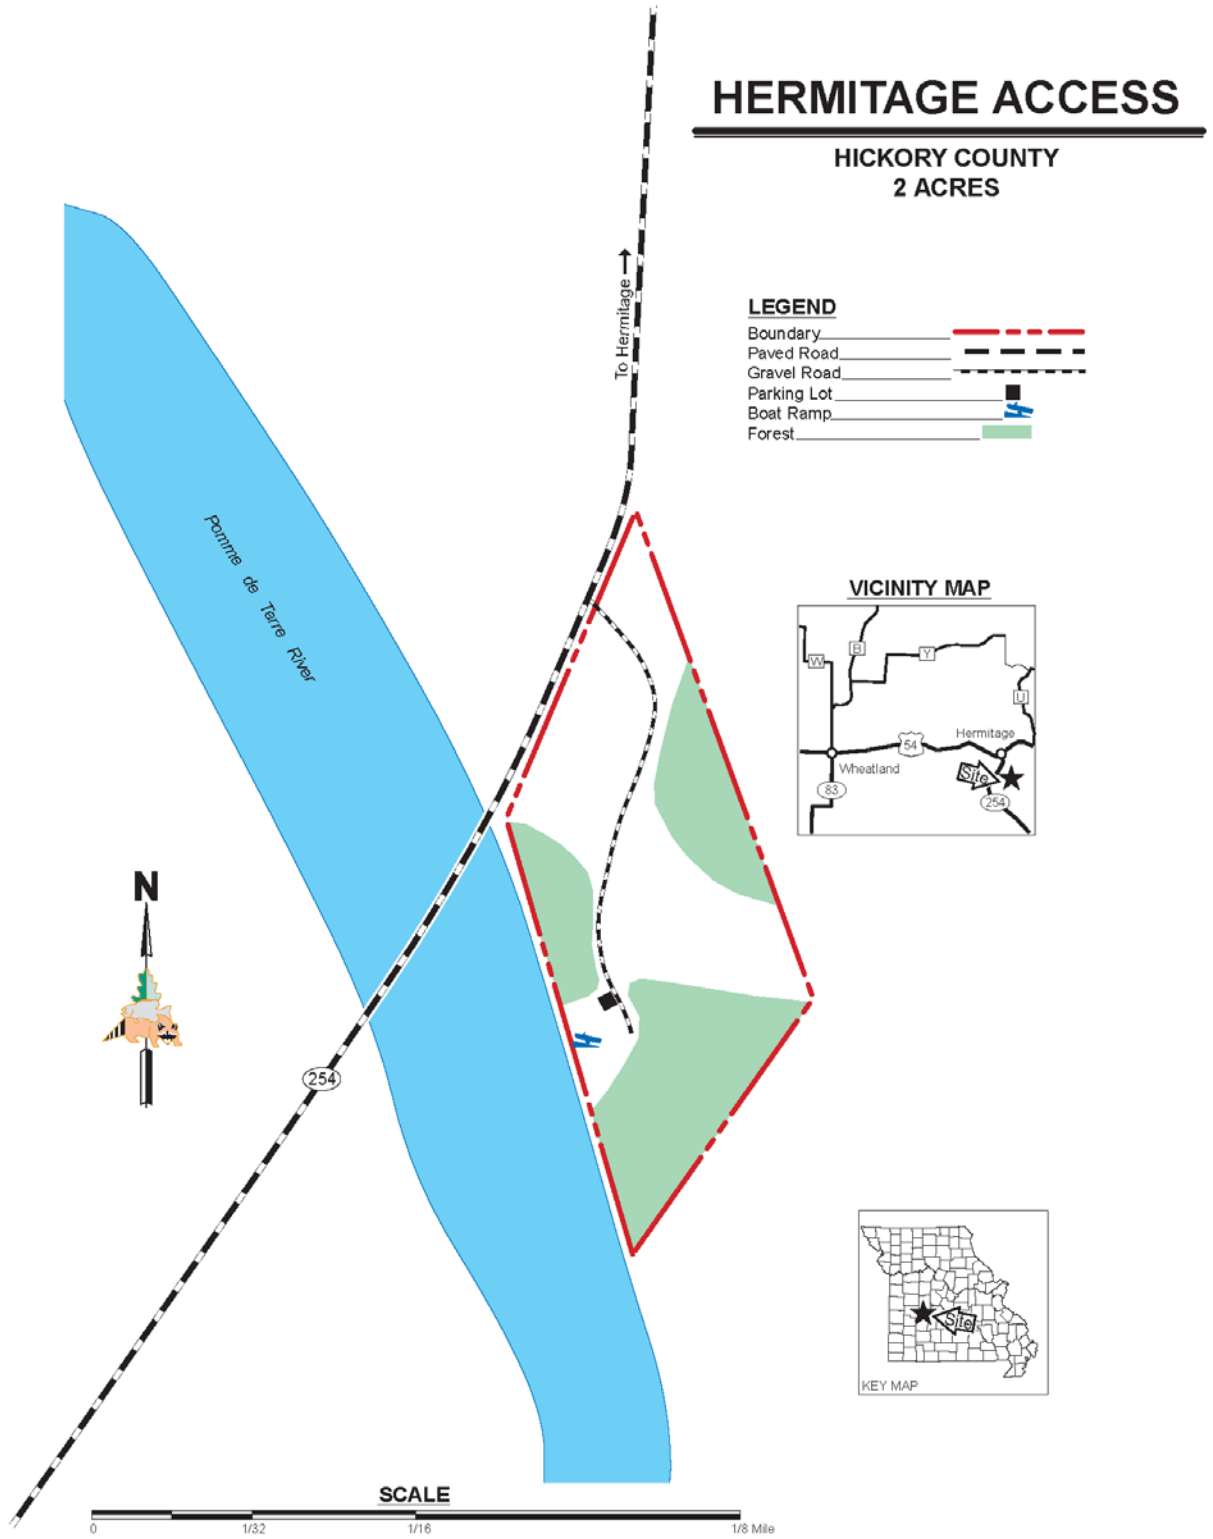 HERMITAGE ACCESS
HICKORY COUNTY
2 ACRES
To Hermitage
LEGEND
Boundary
Paved Road
Gravel Road
Parking Lot
Boat Ramp
Forest
Pomme de Terre River
VICINITY MAP
B
W
Y
U
54
Hermitage
Wheatland
Site
83
254
N
254
Site
KEY MAP
SCALE
0 1/32 1/16 1/8 Mile